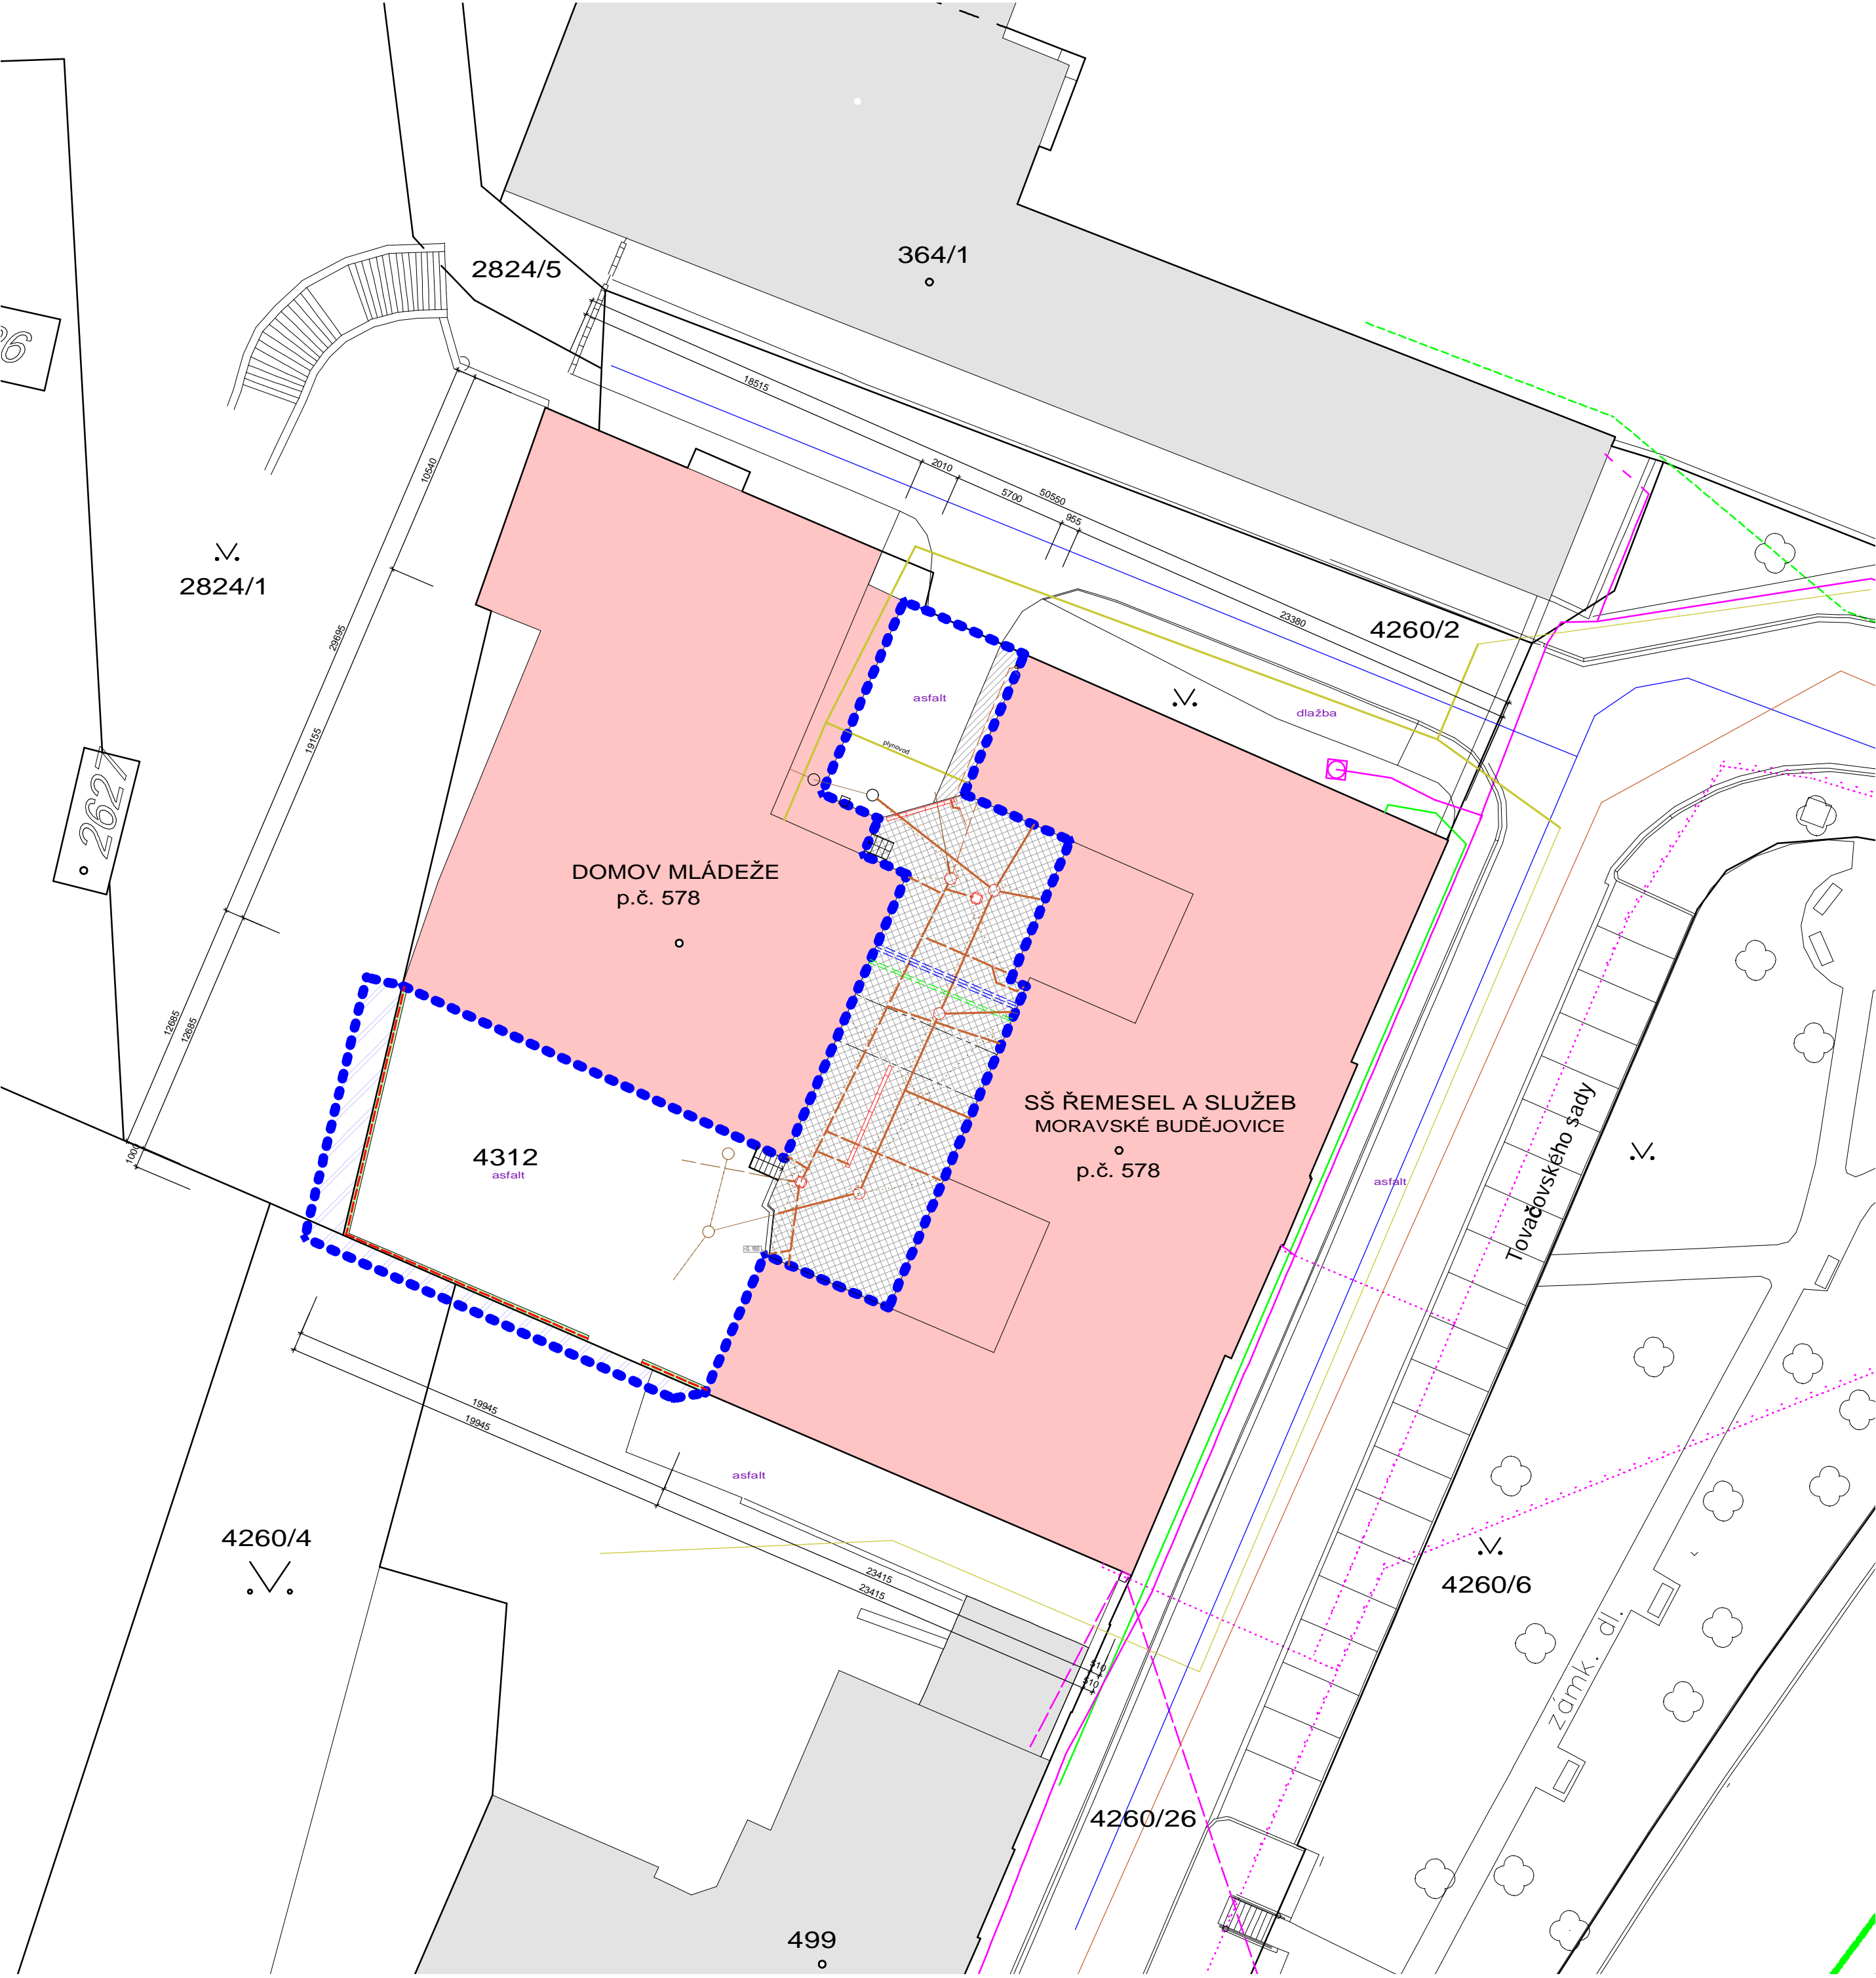 364/1
2824/5
18515
2010
5700
50550
955
10540
2824/1
23380
4260/2
29695
asfalt
dlažba
plynovod
19155
2627
DOMOV MLÁDEŽE
p.č. 578
12685
12685
SŠ ŘEMESEL A SLUŽEB
MORAVSKÉ BUDĚJOVICE
p.č. 578
4312
asfalt
asfalt
Tovačovského sady
19945
19945
asfalt
4260/4
23415
23415
4260/6
510
510
Zámk. dl.
4260/26
499